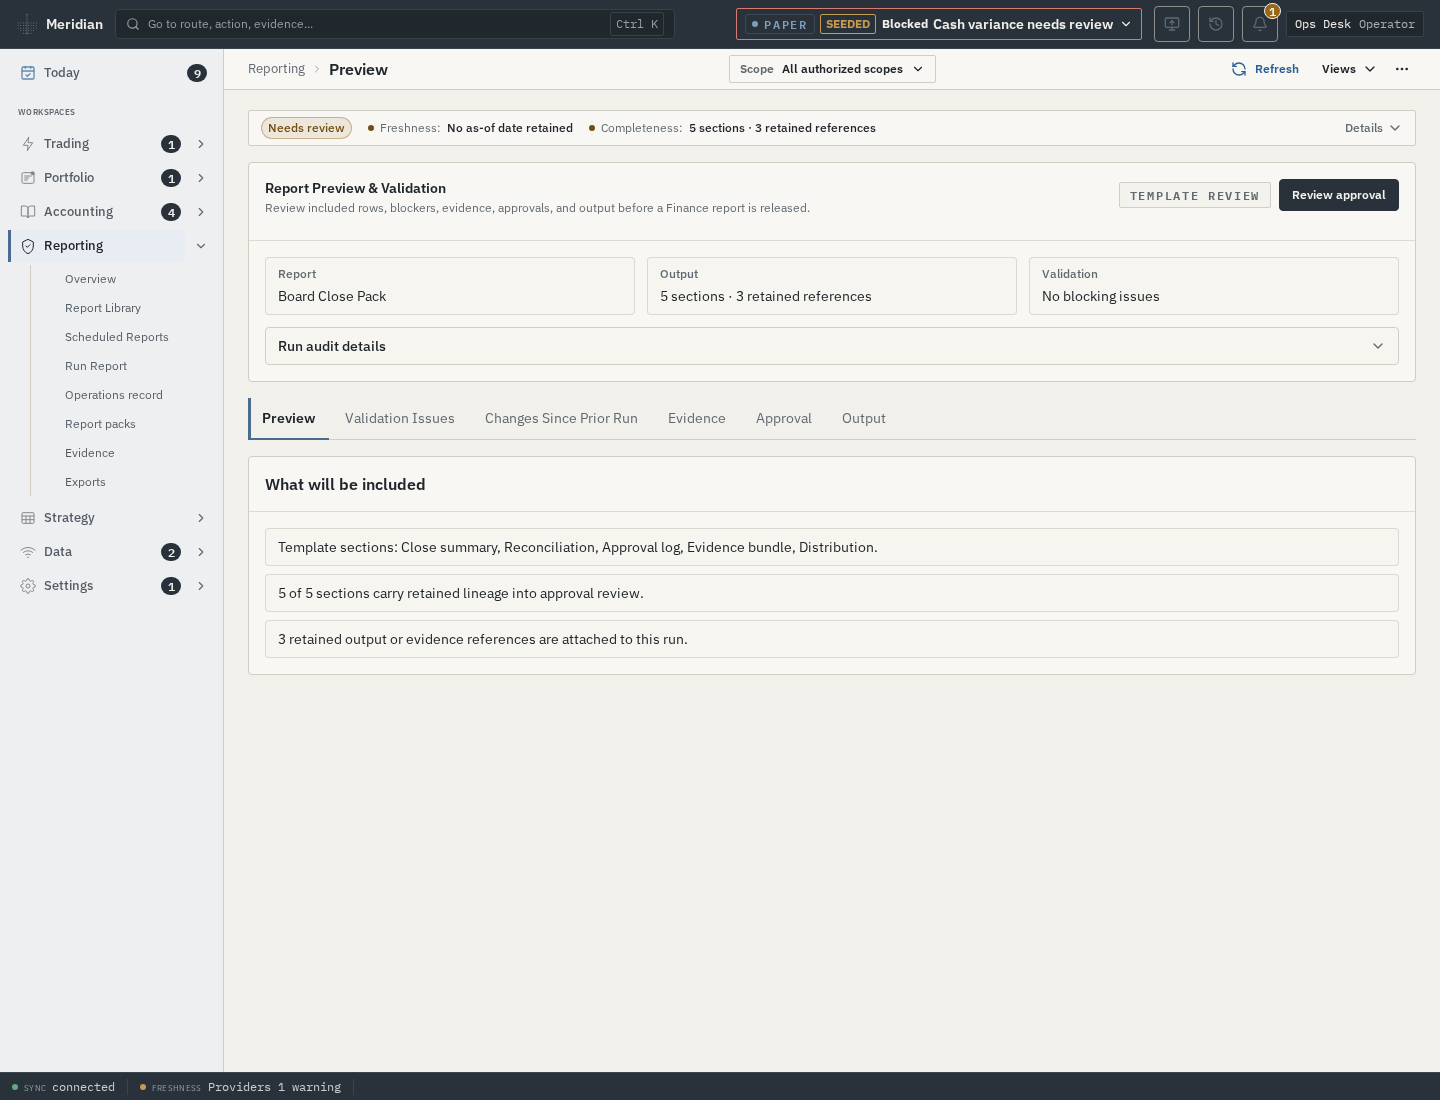 Meridian
Go to route, action, evidence...
Ctrl K
PAPER
SEEDED
Blocked Cash variance needs review
1
Ops Desk Operator
Today 9
WORKSPACES
Trading 1
Portfolio 1
Accounting 4
Reporting
Overview
Report Library
Scheduled Reports
Run Report
Operations record
Report packs
Evidence
Exports
Strategy
Data 2
Settings 1
Reporting > Preview
Scope All authorized scopes
Refresh
Views
Needs review
Freshness: No as-of date retained
Completeness: 5 sections · 3 retained references
Details
Report Preview & Validation
Review included rows, blockers, evidence, approvals, and output before a Finance report is released.
TEMPLATE REVIEW
Review approval
Report
Board Close Pack
Output
5 sections · 3 retained references
Validation
No blocking issues
Run audit details
Preview
Validation Issues
Changes Since Prior Run
Evidence
Approval
Output
What will be included
Template sections: Close summary, Reconciliation, Approval log, Evidence bundle, Distribution.
5 of 5 sections carry retained lineage into approval review.
3 retained output or evidence references are attached to this run.
SYNC connected
FRESHNESS Providers 1 warning